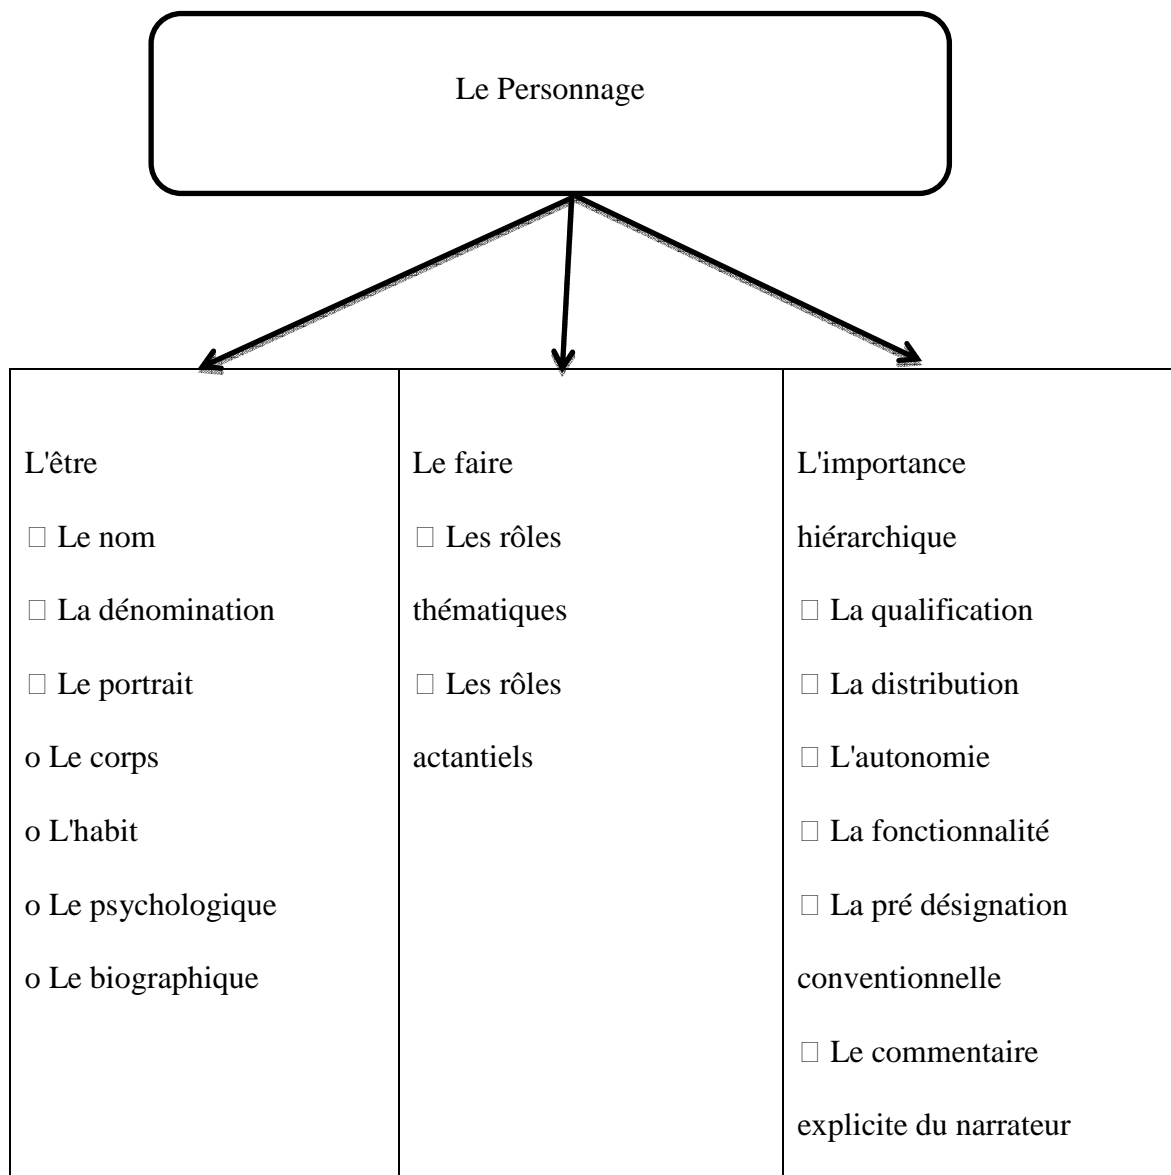 Le Personnage
L'être
□ Le nom
□ La dénomination
□ Le portrait
o Le corps
o L'habit
o Le psychologique
o Le biographique
Le faire
□ Les rôles
thématiques
□ Les rôles
actantiels
L'importance
hiérarchique
□ La qualification
□ La distribution
□ L'autonomie
□ La fonctionnalité
□ La pré désignation
conventionnelle
□ Le commentaire
explicite du narrateur